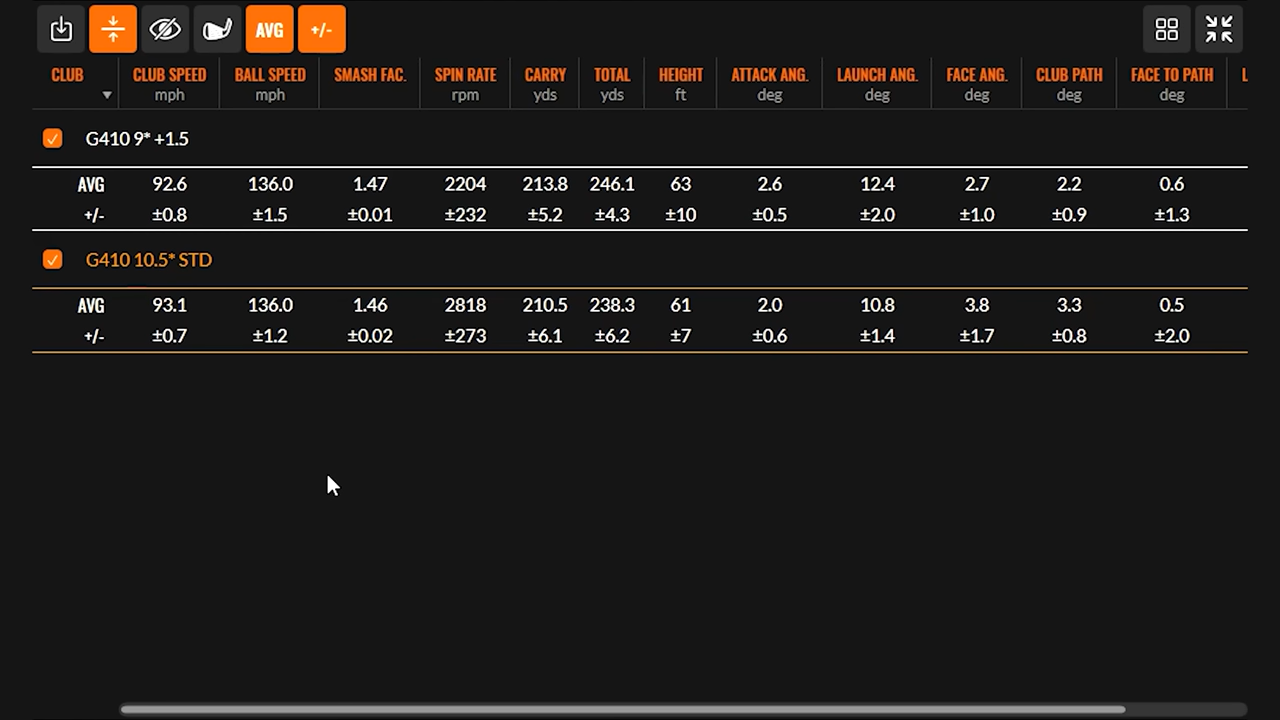 AVG +/-
CLUB CLUB SPEED BALL SPEED SMASH FAC. SPIN RATE CARRY TOTAL HEIGHT ATTACK ANG. LAUNCH ANG. FACE ANG. CLUB PATH FACE TO PATH L
mph mph rpm yds yds ft deg deg deg deg deg
G410 9* +1.5
AVG 92.6 136.0 1.47 2204 213.8 246.1 63 2.6 12.4 2.7 2.2 0.6
+/- ±0.8 ±1.5 ±0.01 ±232 ±5.2 ±4.3 ±10 ±0.5 ±2.0 ±1.0 ±0.9 ±1.3
G410 10.5* STD
AVG 93.1 136.0 1.46 2818 210.5 238.3 61 2.0 10.8 3.8 3.3 0.5
+/- ±0.7 ±1.2 ±0.02 ±273 ±6.1 ±6.2 ±7 ±0.6 ±1.4 ±1.7 ±0.8 ±2.0